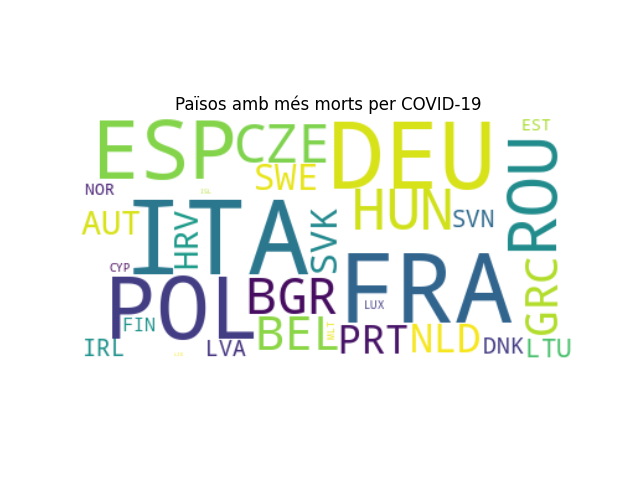 Països amb més morts per COVID-19
ESP
CZE
DEU
EST
SWE
ROU
NOR
HUN
SVN
AUT
ITA
HRV
SVK
CYP
POL
BGR
FRA
GRC
LUX
FIN
BEL
MLT
PRT
NLD
IRL
LVA
DNK
LTU